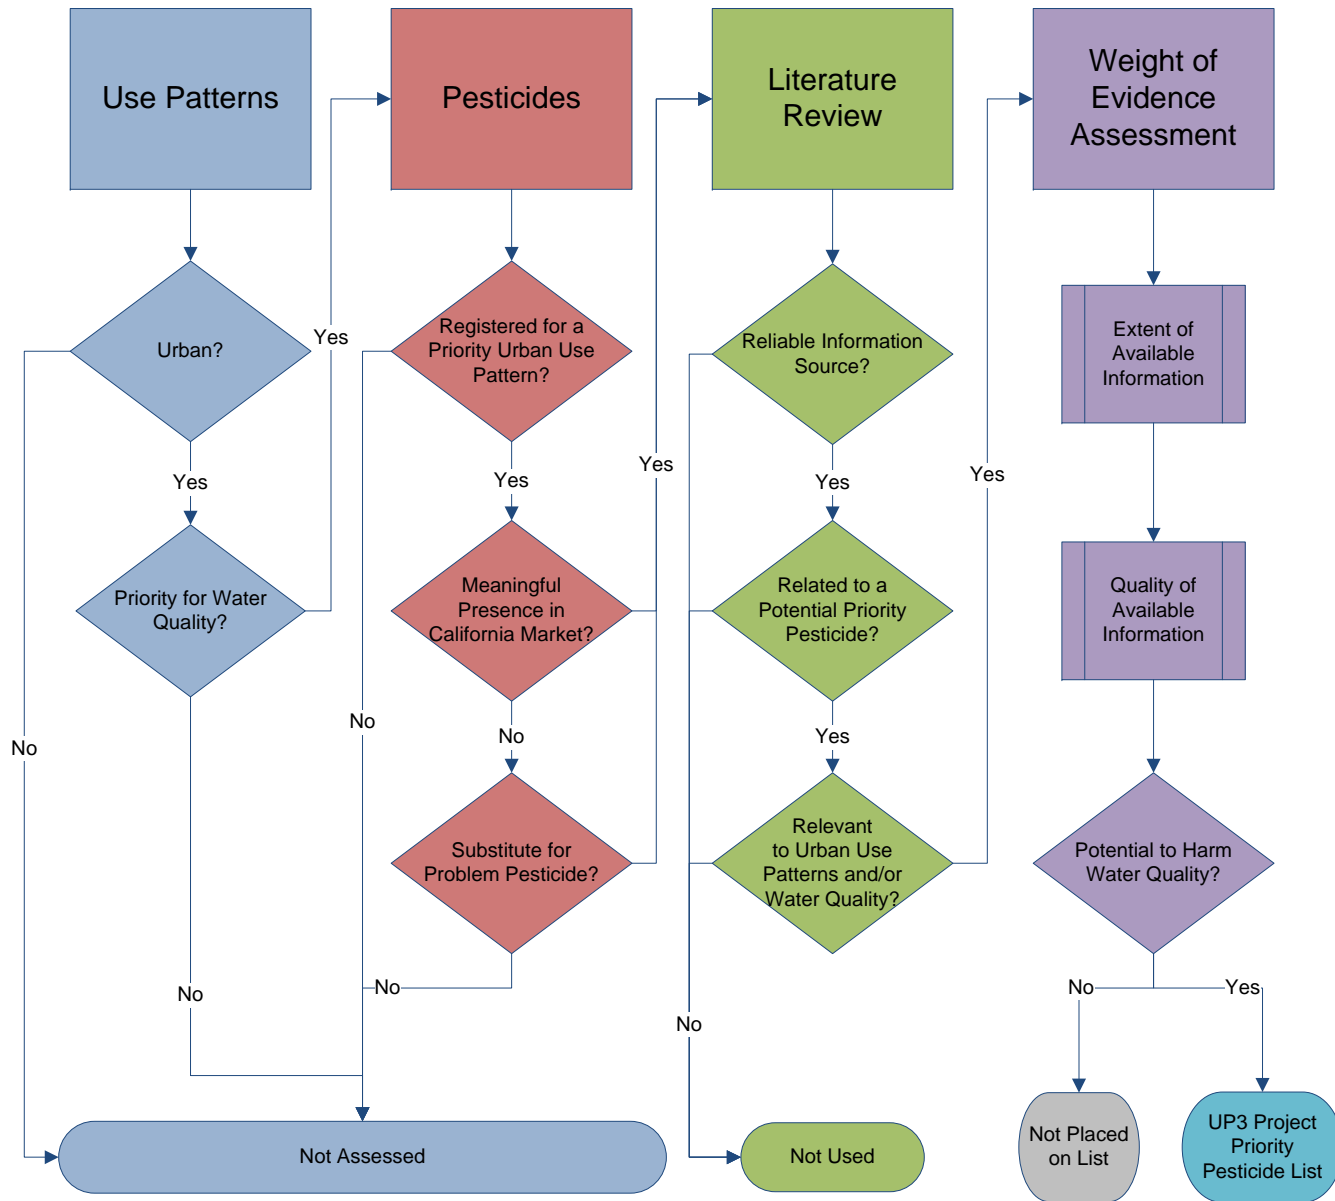 Use Patterns
Urban?
Yes
Priority for Water
Quality?
No
No
Yes
Pesticides
Registered for a
Priority Urban Use
Pattern?
Yes
Meaningful
Presence in
California Market?
No
No
Substitute for
Problem Pesticide?
No
Yes
Not Assessed
Literature
Review
Reliable Information
Source?
Yes
Related to a
Potential Priority
Pesticide?
Yes
Relevant
to Urban Use
Patterns and/or
Water Quality?
No
Yes
Not Used
Weight of
Evidence
Assessment
Extent of
Available
Information
Quality of
Available
Information
Potential to Harm
Water Quality?
No
Yes
Not Placed
on List
UP3 Project
Priority
Pesticide List